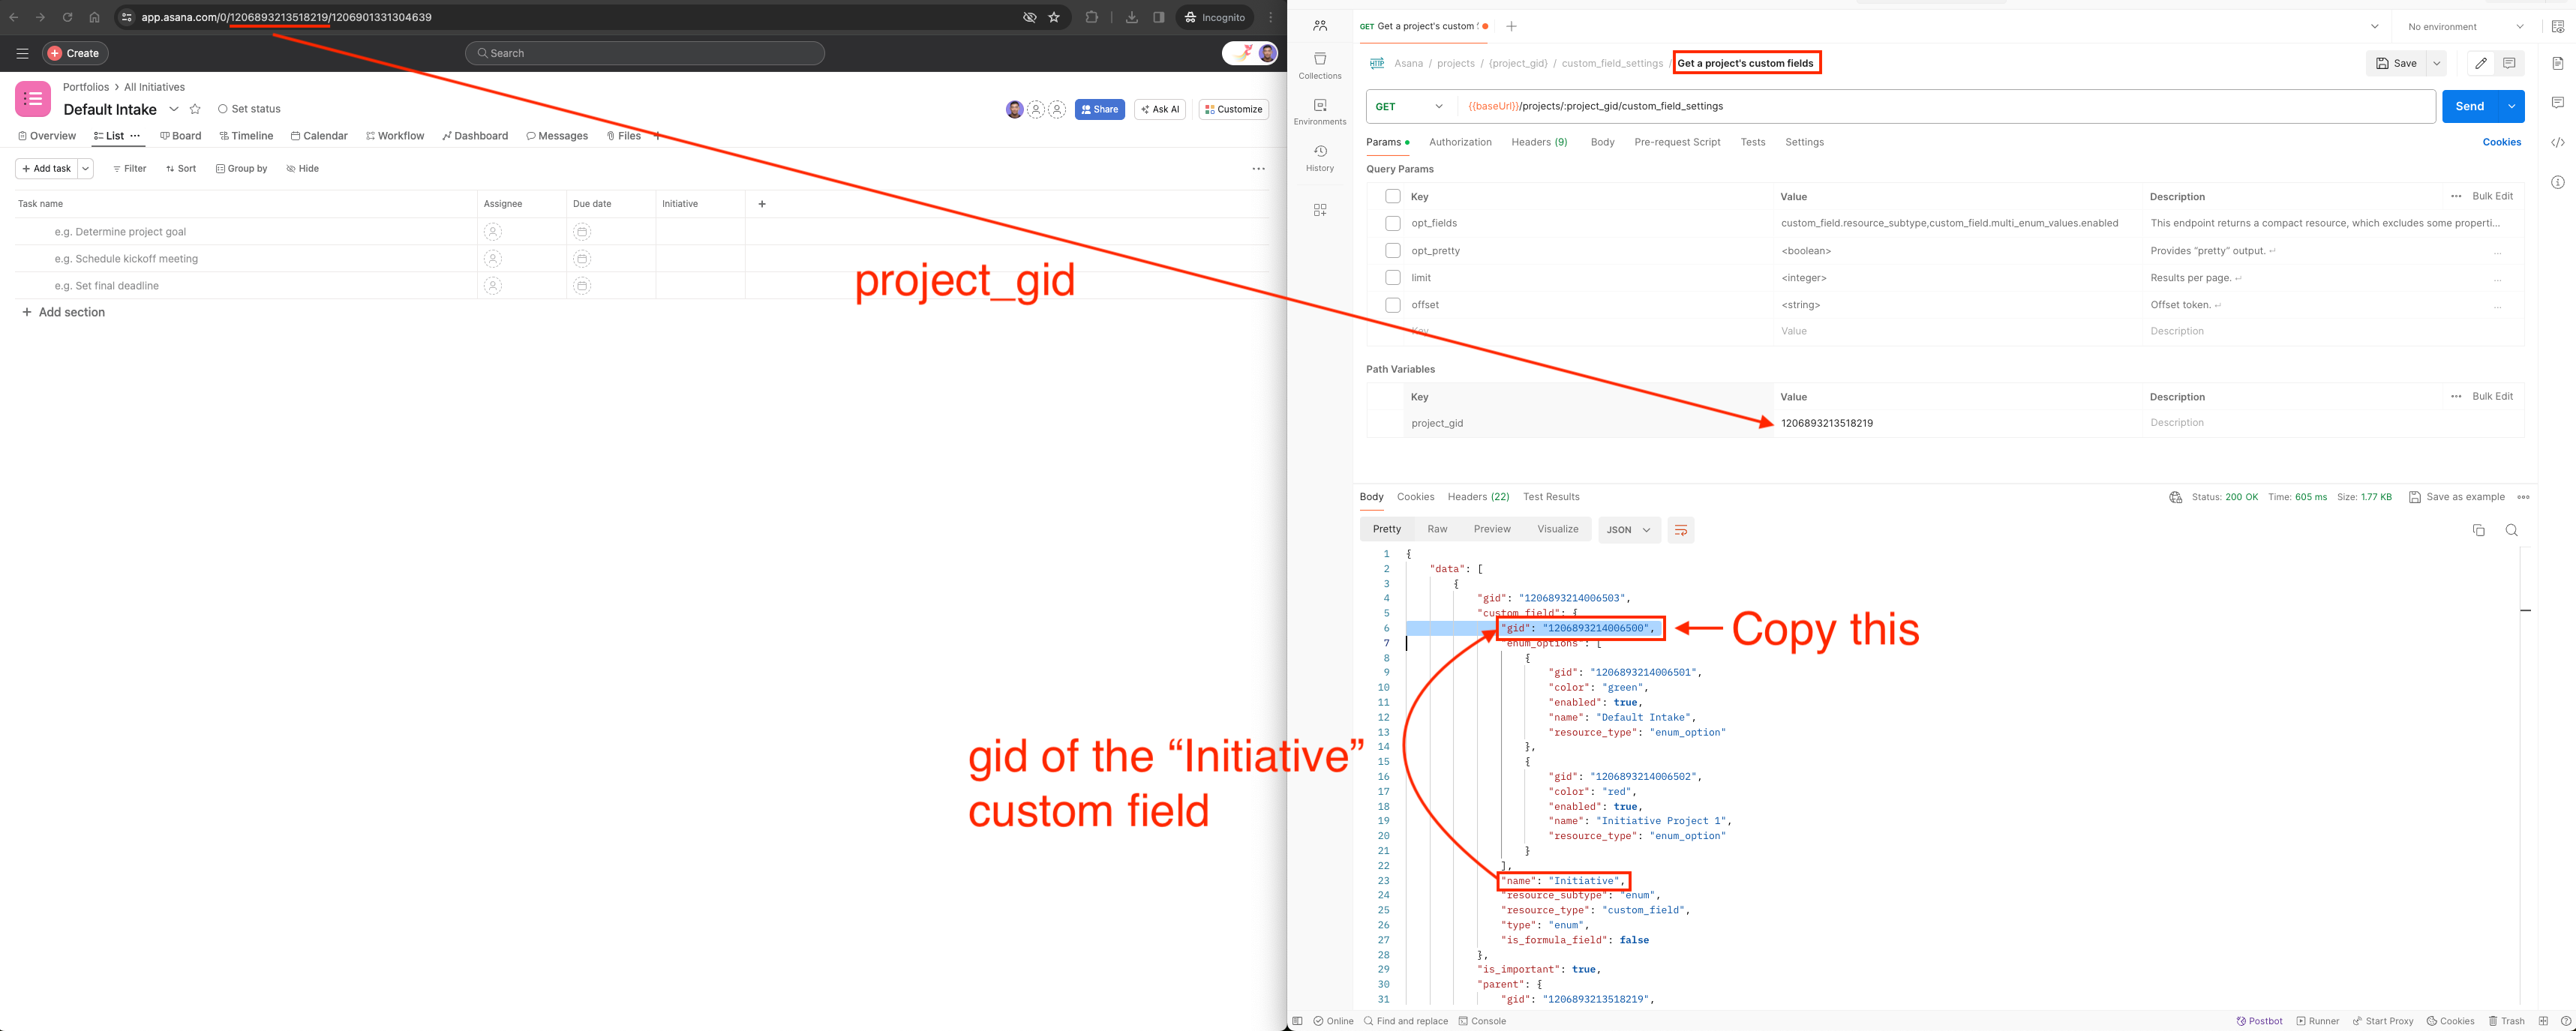 app.asana.com/0/1206893213518219/1206901331304639
Incognito
Create
Search
Portfolios > All Initiatives
Default Intake
Set status
Share
Ask AI
Customize
Overview List Board Timeline Calendar Workflow Dashboard Messages Files +
+ Add task Filter Sort Group by Hide
Task name Assignee Due date Initiative +
e.g. Determine project goal
e.g. Schedule kickoff meeting
e.g. Set final deadline
+ Add section
project_gid
gid of the “Initiative”
custom field
Collections
Environments
History
GET Get a project's custom
No environment
HTTP Asana / projects / {project_gid} / custom_field_settings / Get a project's custom fields
Save
GET {{baseUrl}}/projects/:project_gid/custom_field_settings
Send
Params Authorization Headers (9) Body Pre-request Script Tests Settings
Cookies
Query Params
Key Value Description ••• Bulk Edit
opt_fields custom_field.resource_subtype,custom_field.multi_enum_values.enabled This endpoint returns a compact resource, which excludes some properti...
opt_pretty <boolean> Provides “pretty” output. ...
limit <integer> Results per page. ...
offset <string> Offset token. ...
Key Value Description
Path Variables
Key Value Description ••• Bulk Edit
project_gid 1206893213518219 Description
Body Cookies Headers (22) Test Results
Status: 200 OK Time: 605 ms Size: 1.77 KB Save as example
Pretty Raw Preview Visualize JSON
1 {
2 "data": [
3 {
4 "gid": "1206893214006503",
5 "custom_field": {
6 "gid": "1206893214006500",
Copy this
7 "enum_options": [
8 {
9 "gid": "1206893214006501",
10 "color": "green",
11 "enabled": true,
12 "name": "Default Intake",
13 "resource_type": "enum_option"
14 },
15 {
16 "gid": "1206893214006502",
17 "color": "red",
18 "enabled": true,
19 "name": "Initiative Project 1",
20 "resource_type": "enum_option"
21 }
22 ],
23 "name": "Initiative",
24 "resource_subtype": "enum",
25 "resource_type": "custom_field",
26 "type": "enum",
27 "is_formula_field": false
28 },
29 "is_important": true,
30 "parent": {
31 "gid": "1206893213518219",
Online Find and replace Console
Postbot Runner Start Proxy Cookies Trash